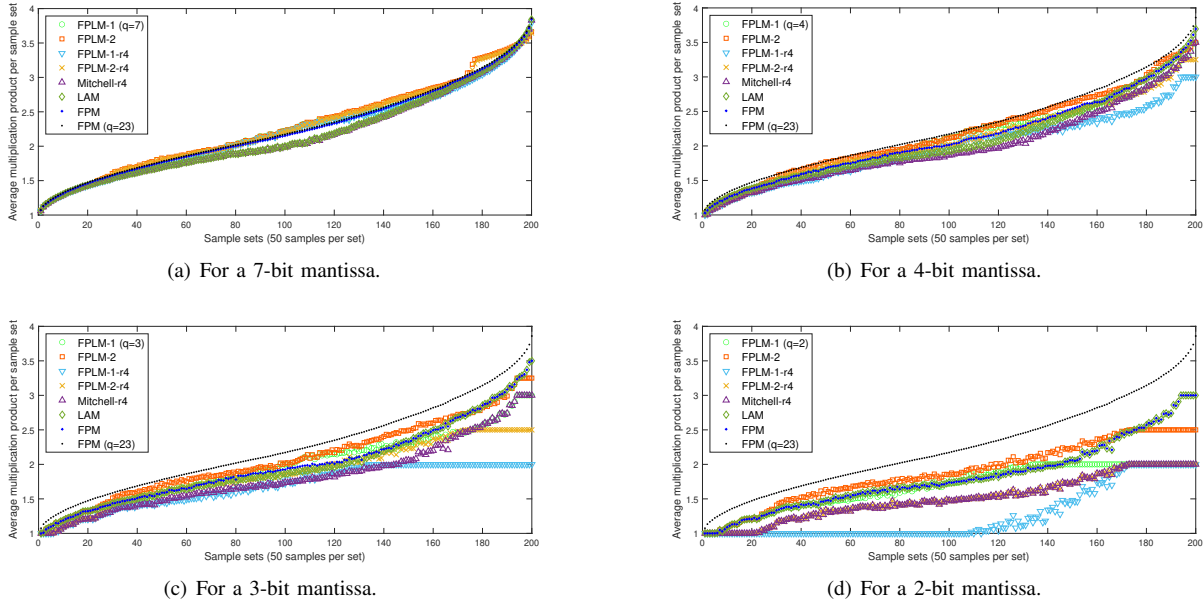 Average multiplication product per sample set
4
3.5
3
2.5
2
1.5
1
FPLM-1 (q=7)
FPLM-2
FPLM-1-r4
FPLM-2-r4
Mitchell-r4
LAM
FPM
FPM (q=23)
0 20 40 60 80 100 120 140 160 180 200
Sample sets (50 samples per set)
(a) For a 7-bit mantissa.
Average multiplication product per sample set
4
3.5
3
2.5
2
1.5
1
FPLM-1 (q=4)
FPLM-2
FPLM-1-r4
FPLM-2-r4
Mitchell-r4
LAM
FPM
FPM (q=23)
0 20 40 60 80 100 120 140 160 180 200
Sample sets (50 samples per set)
(b) For a 4-bit mantissa.
Average multiplication product per sample set
4
3.5
3
2.5
2
1.5
1
FPLM-1 (q=3)
FPLM-2
FPLM-1-r4
FPLM-2-r4
Mitchell-r4
LAM
FPM
FPM (q=23)
0 20 40 60 80 100 120 140 160 180 200
Sample sets (50 samples per set)
(c) For a 3-bit mantissa.
Average multiplication product per sample set
4
3.5
3
2.5
2
1.5
1
FPLM-1 (q=2)
FPLM-2
FPLM-1-r4
FPLM-2-r4
Mitchell-r4
LAM
FPM
FPM (q=23)
0 20 40 60 80 100 120 140 160 180 200
Sample sets (50 samples per set)
(d) For a 2-bit mantissa.